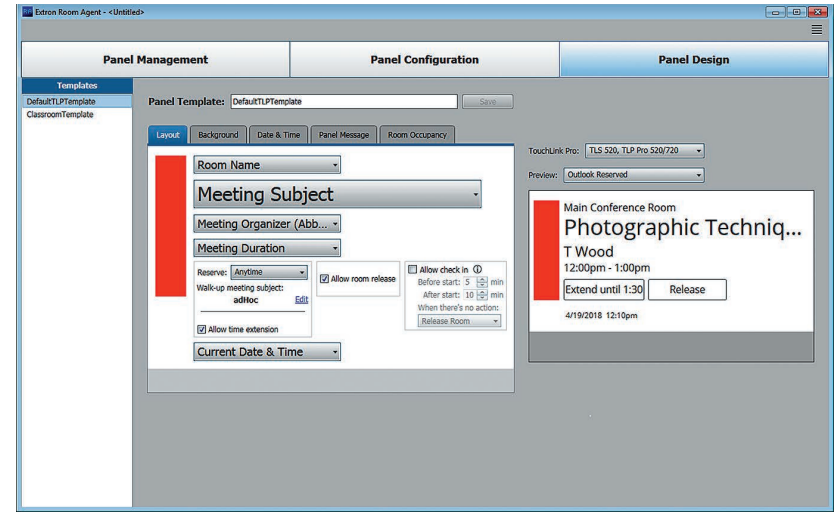 RP Extron Room Agent - <Untitled>
Panel Management
Panel Configuration
Panel Design
Templates
DefaultTLPTemplate
ClassroomTemplate
Panel Template: DefaultTLPTemplate Save
Layout Background Date & Time Panel Message Room Occupancy
Room Name
Meeting Subject
Meeting Organizer (Abb...
Meeting Duration
Reserve: Anytime
Walk-up meeting subject:
adHoc Edit
Allow time extension
Allow room release
Allow check in
Before start: 5 min
After start: 10 min
When there's no action:
Release Room
Current Date & Time
TouchLink Pro: TLS 520, TLP Pro 520/720
Preview: Outlook Reserved
Main Conference Room
Photographic Techniq...
T Wood
12:00pm - 1:00pm
Extend until 1:30 Release
4/19/2018 12:10pm